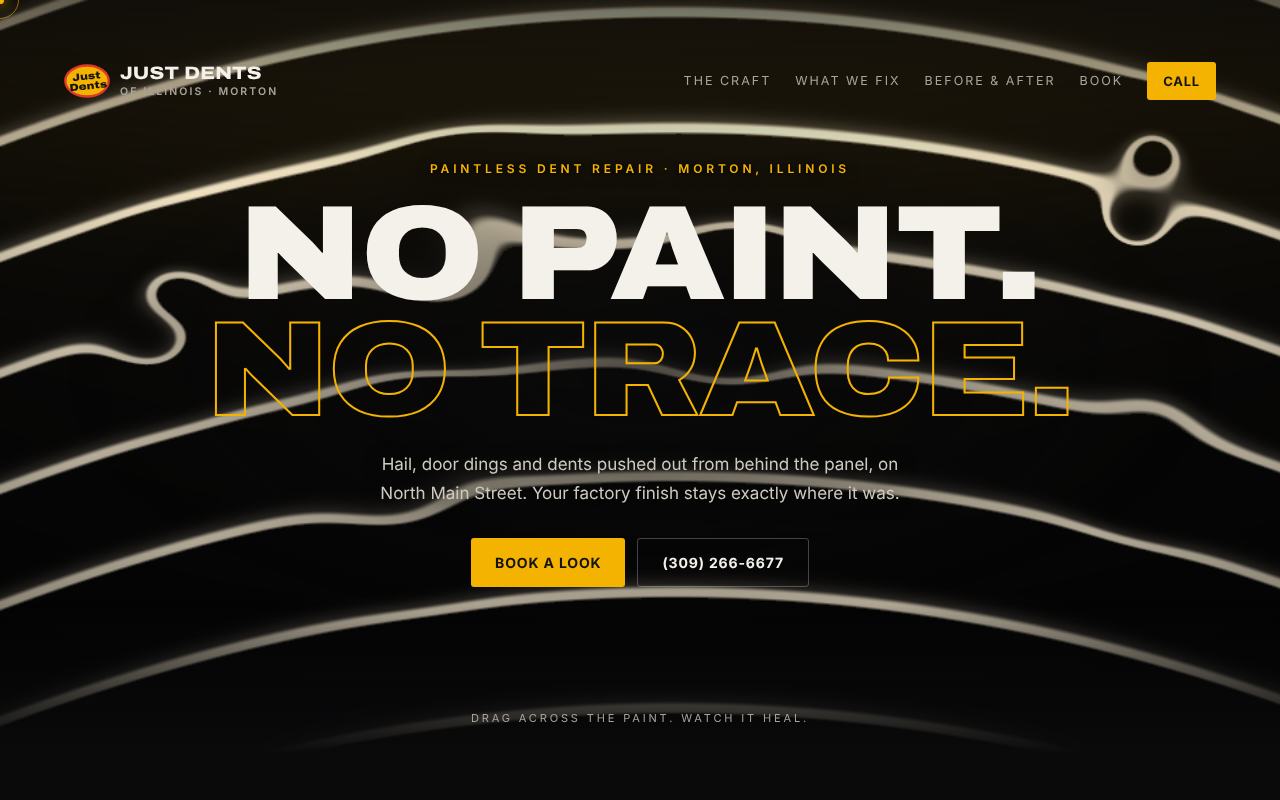 Just
Dents
JUST DENTS
OF ILLINOIS · MORTON
THE CRAFT
WHAT WE FIX
BEFORE & AFTER
BOOK
CALL
PAINTLESS DENT REPAIR · MORTON, ILLINOIS
NO PAINT.
NO TRACE.
Hail, door dings and dents pushed out from behind the panel, on
North Main Street. Your factory finish stays exactly where it was.
BOOK A LOOK
(309) 266-6677
DRAG ACROSS THE PAINT. WATCH IT HEAL.